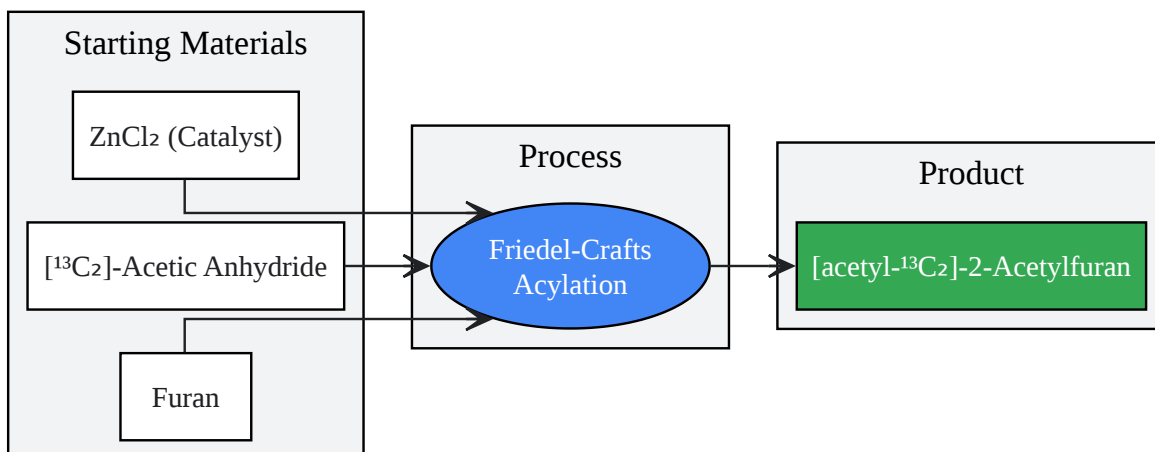 Starting Materials
ZnCl₂ (Catalyst)
[¹³C₂]-Acetic Anhydride
Furan
Process
Friedel-Crafts
Acylation
Product
[acetyl-¹³C₂]-2-Acetylfuran